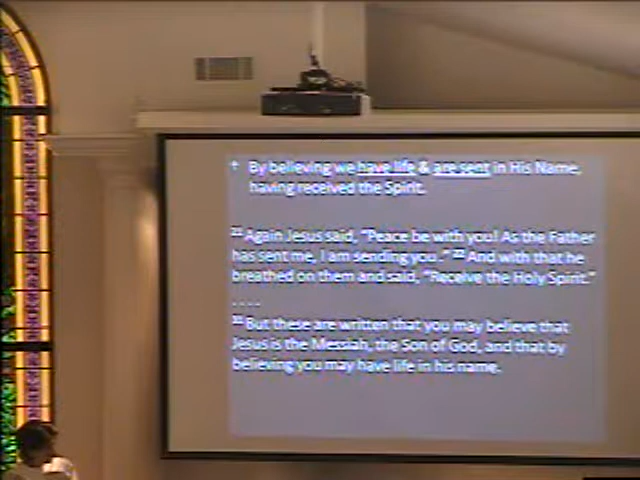 By believing we have life & are sent in His Name,
having received the Spirit.
21 Again Jesus said, "Peace be with you! As the Father
has sent me, I am sending you." 22 And with that he
breathed on them and said, "Receive the Holy Spirit."
. . . .
31 But these are written that you may believe that
Jesus is the Messiah, the Son of God, and that by
believing you may have life in his name.